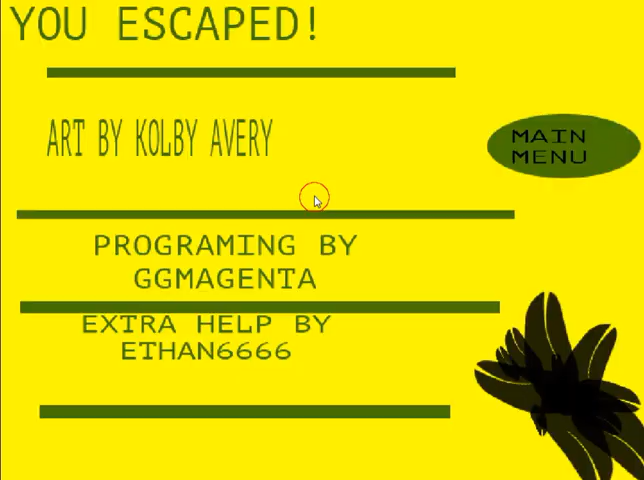 YOU ESCAPED!
ART BY KOLBY AVERY
MAIN
MENU
PROGRAMING BY
GGMAGENTA
EXTRA HELP BY
ETHAN6666